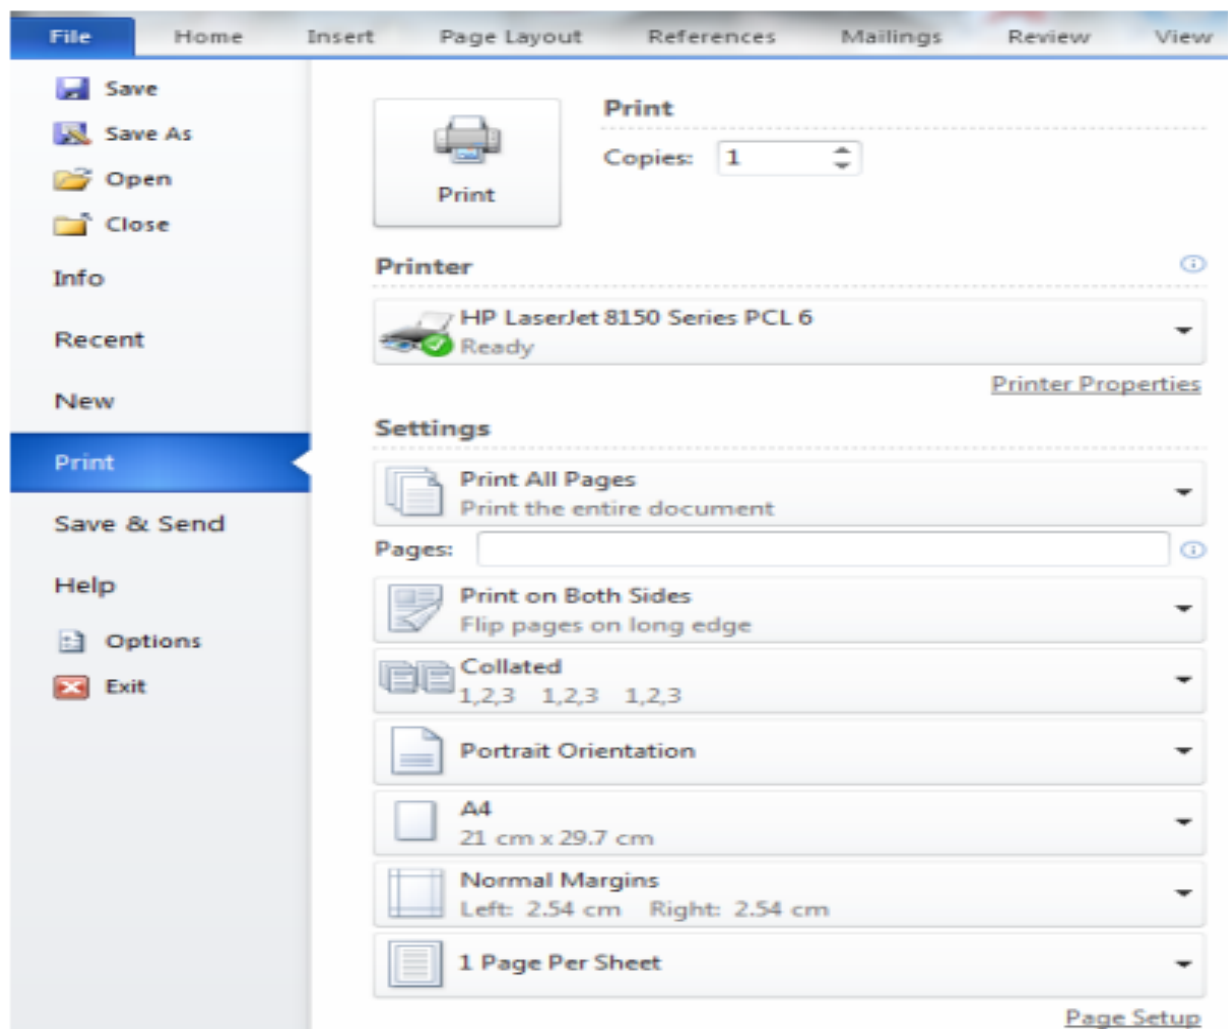 File Home Insert Page Layout References Mailings Review View
Save
Save As
Open
Close
Info
Recent
New
Print
Save & Send
Help
Options
Exit
Print
Print
Copies: 1
Printer
HP LaserJet 8150 Series PCL 6
Ready
Printer Properties
Settings
Print All Pages
Print the entire document
Pages:
Print on Both Sides
Flip pages on long edge
Collated
1,2,3 1,2,3 1,2,3
Portrait Orientation
A4
21 cm x 29.7 cm
Normal Margins
Left: 2.54 cm Right: 2.54 cm
1 Page Per Sheet
Page Setup